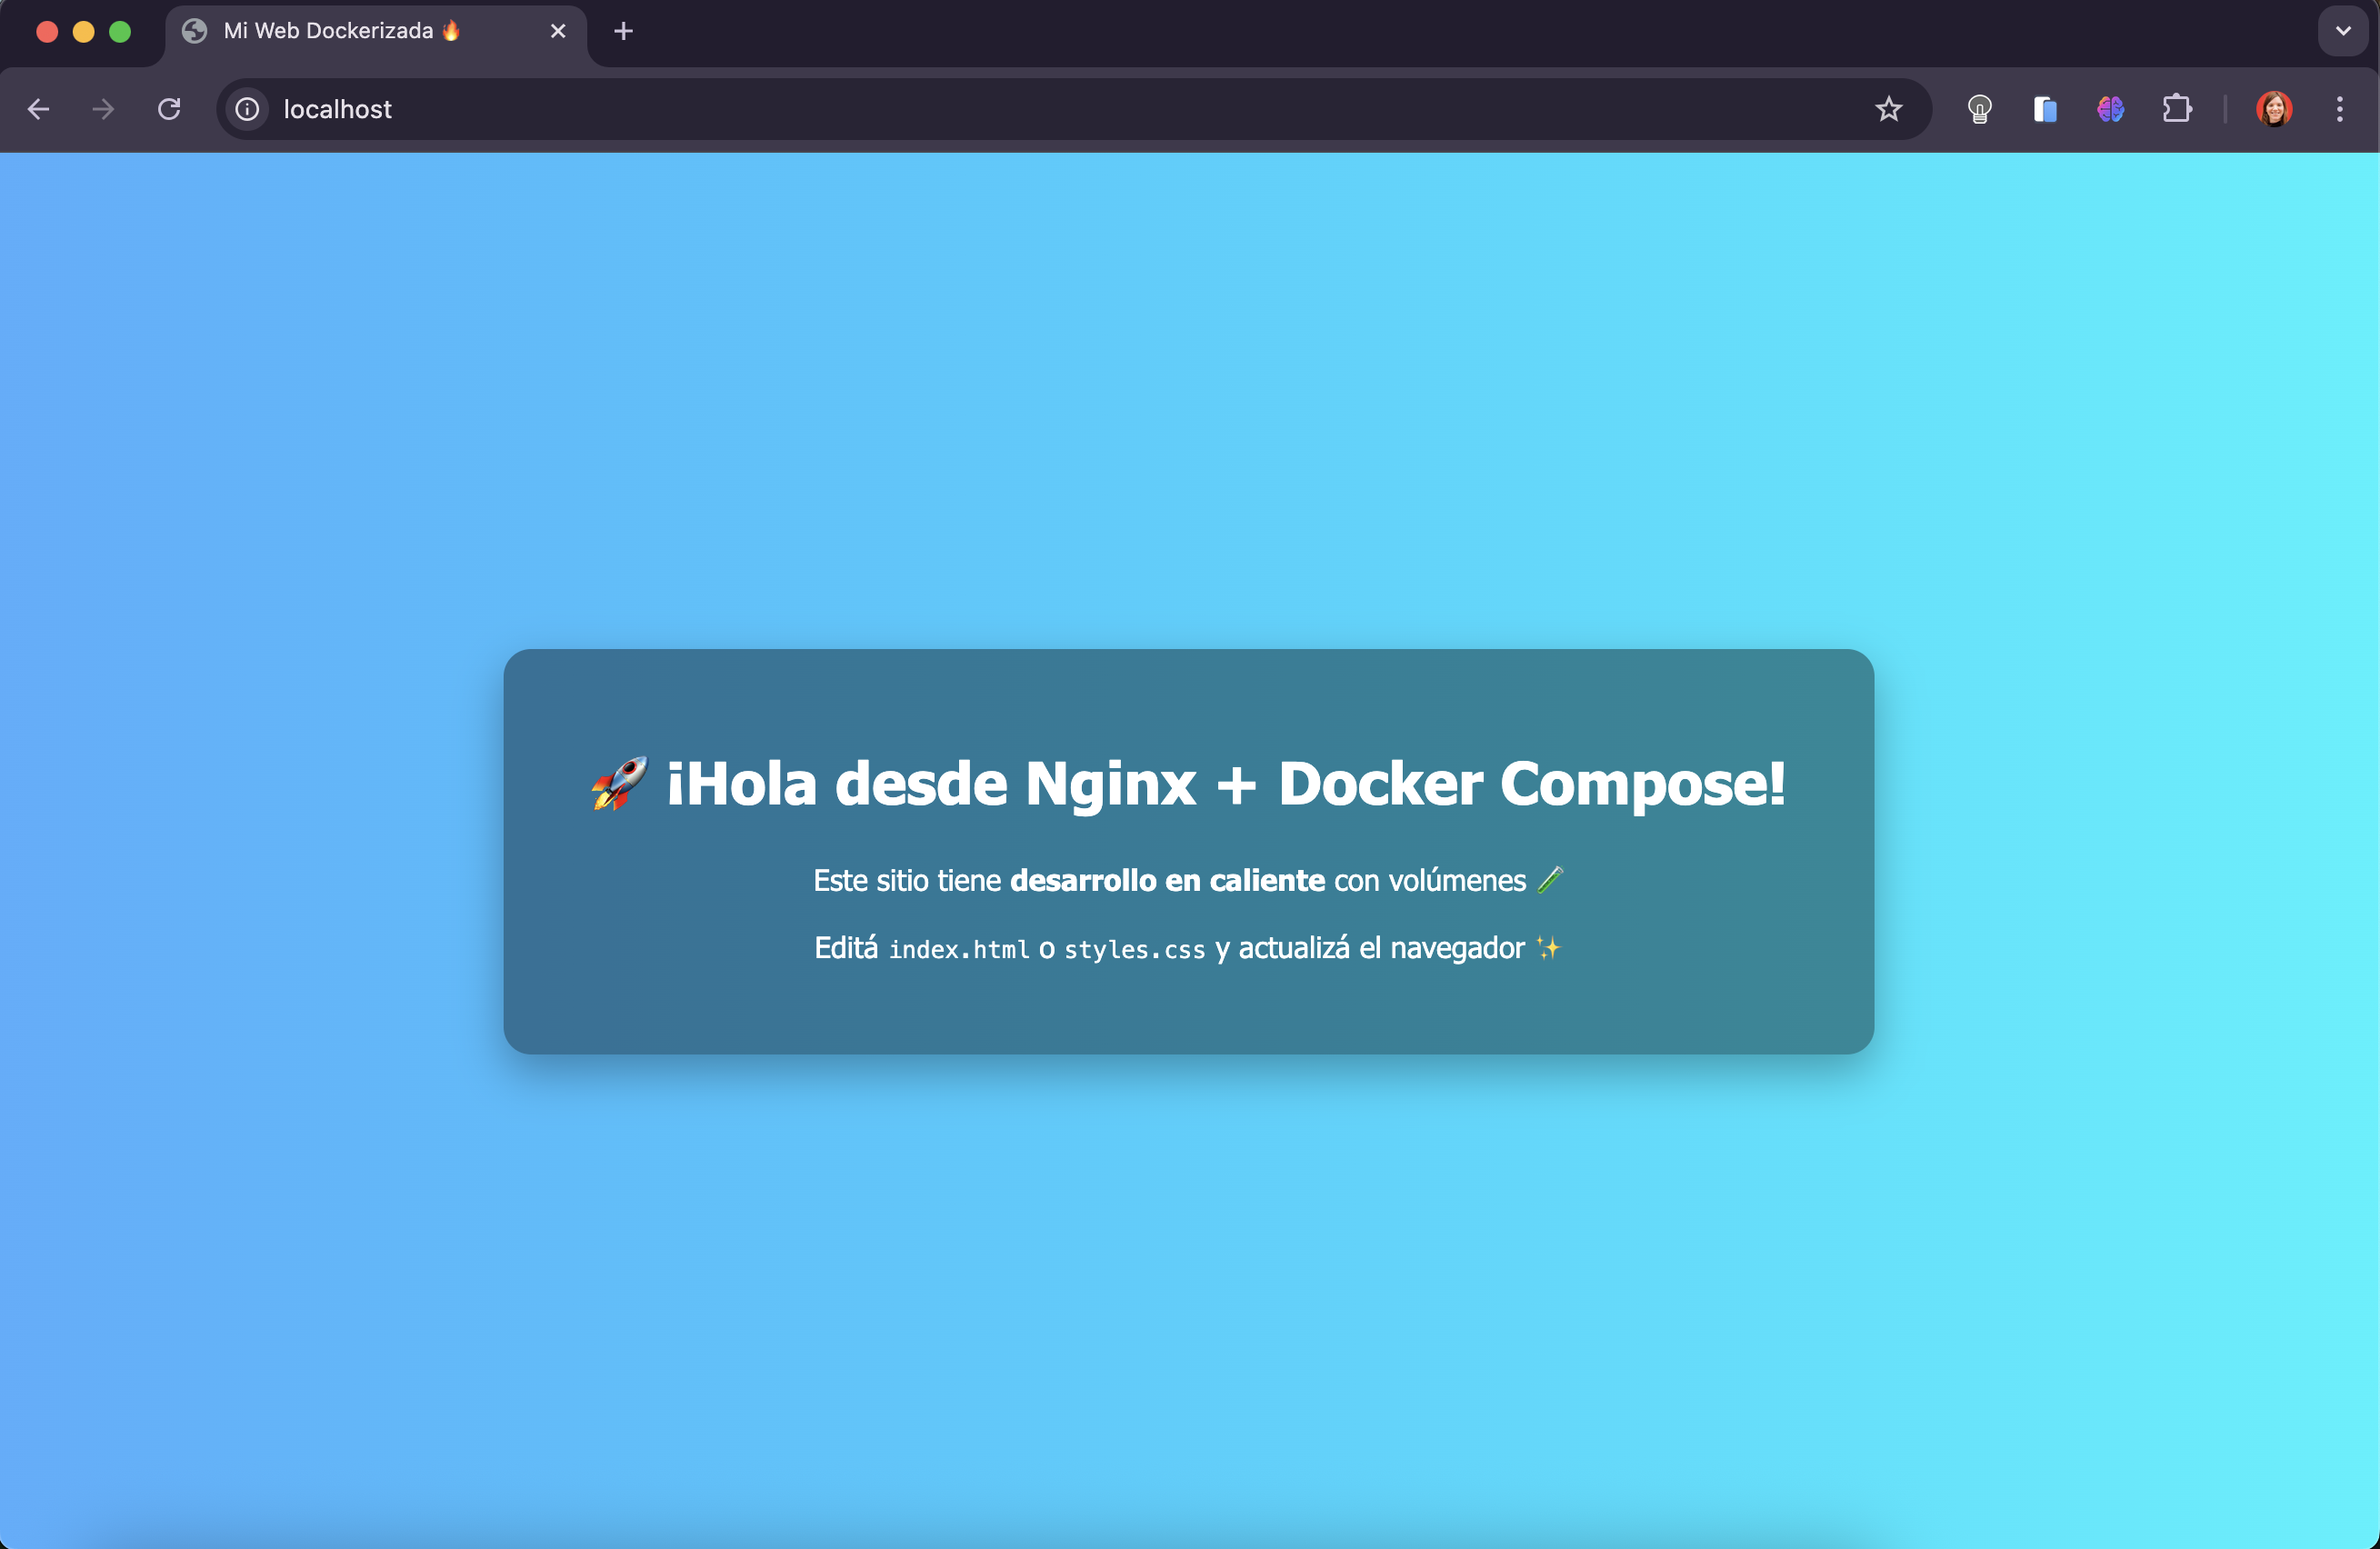 Mi Web Dockerizada 🔥
localhost
🚀 ¡Hola desde Nginx + Docker Compose!
Este sitio tiene desarrollo en caliente con volúmenes 🧪
Editá index.html o styles.css y actualizá el navegador ✨